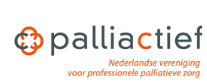 palliactief
Nederlandse vereniging
voor professionele palliatieve zorg